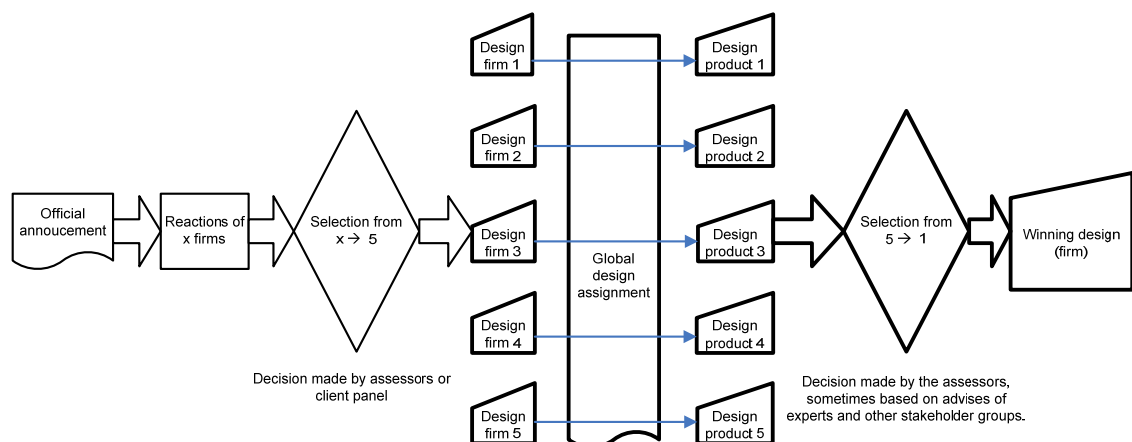 Official
annoucement
Reactions of
x firms
Selection from
x → 5
Decision made by assessors or
client panel
Design
firm 1
Design
firm 2
Design
firm 3
Design
firm 4
Design
firm 5
Global
design
assignment
Design
product 1
Design
product 2
Design
product 3
Design
product 4
Design
product 5
Selection from
5 → 1
Decision made by the assessors,
sometimes based on advises of
experts and other stakeholder groups.
Winning design
(firm)